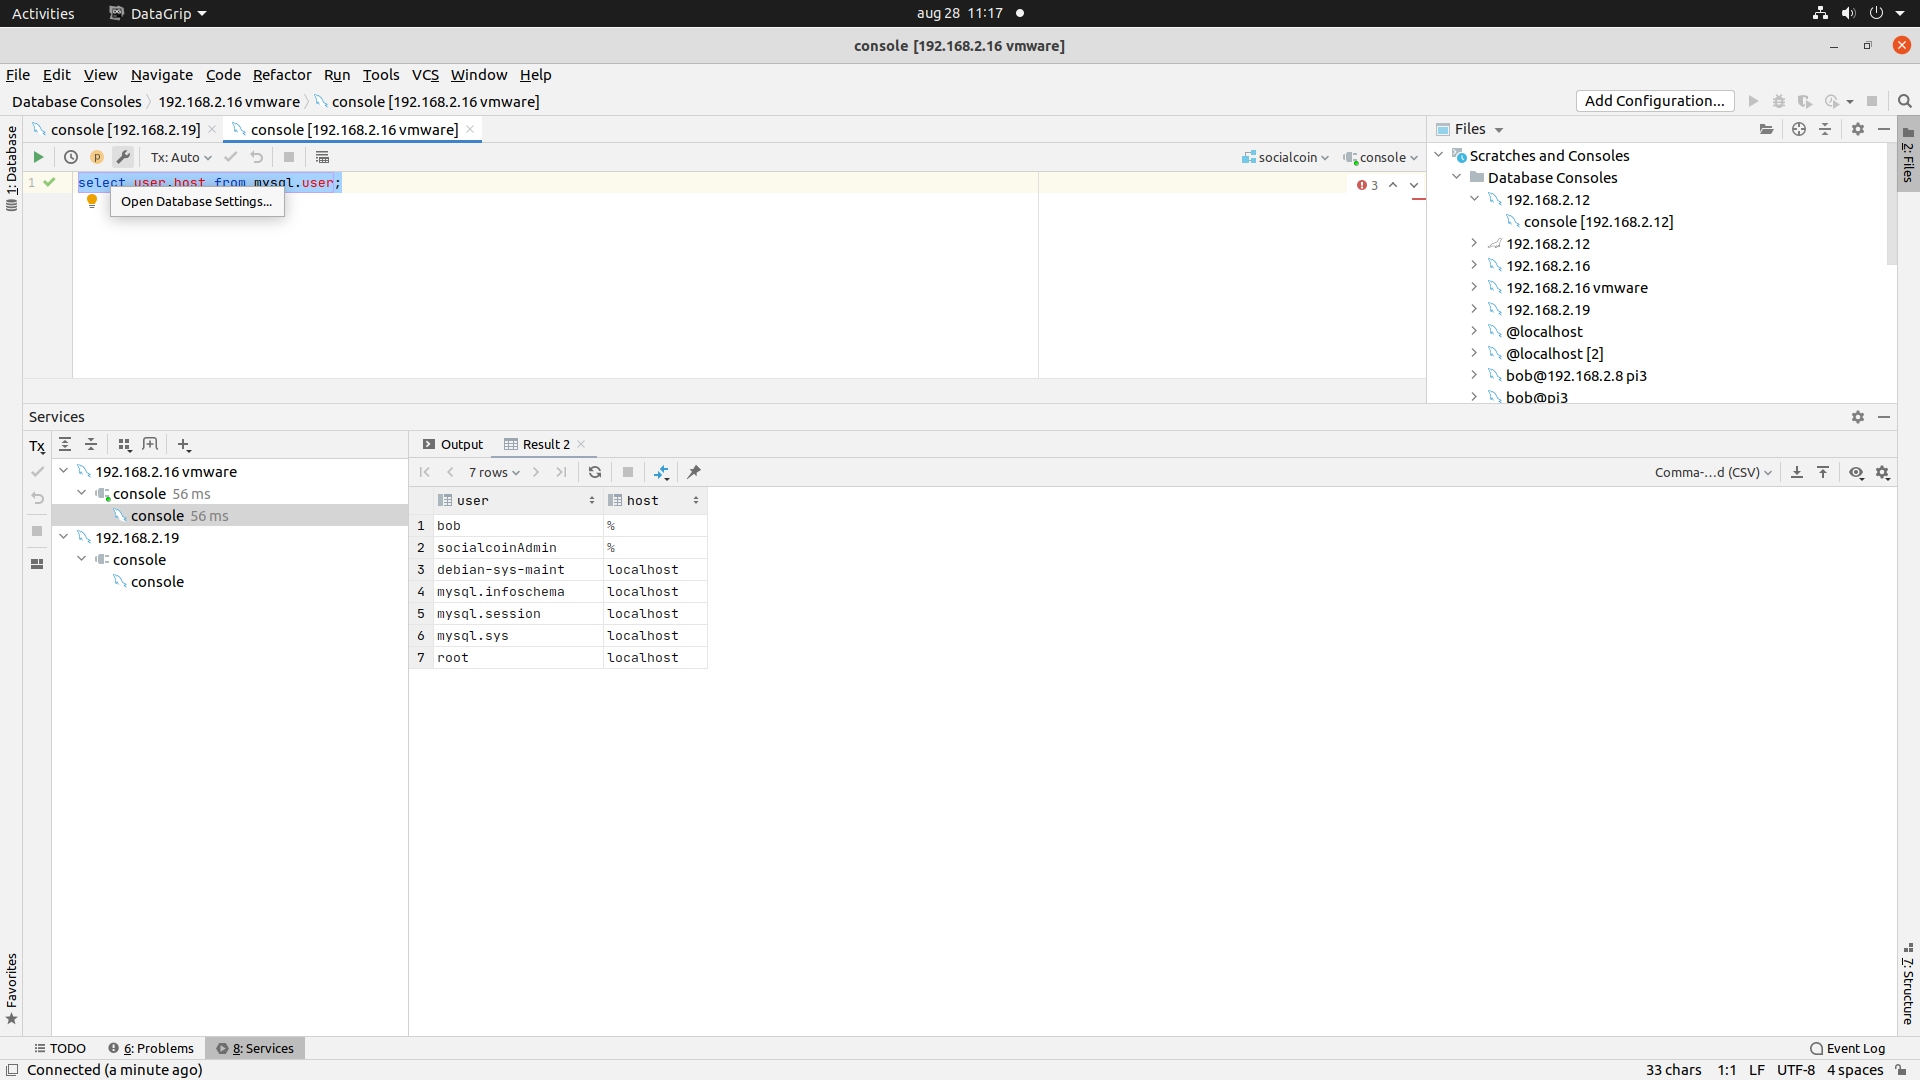 Activities DataGrip aug 28 11:17
console [192.168.2.16 vmware]
File Edit View Navigate Code Refactor Run Tools VCS Window Help
Database Consoles 192.168.2.16 vmware console [192.168.2.16 vmware] Add Configuration...
console [192.168.2.19] console [192.168.2.16 vmware]
p Tx: Auto socialcoin console
1 select user,host from mysql.user; 3
Open Database Settings...
1: Database
Files
Scratches and Consoles
Database Consoles
192.168.2.12
console [192.168.2.12]
192.168.2.12
192.168.2.16
192.168.2.16 vmware
192.168.2.19
@localhost
@localhost [2]
bob@192.168.2.8 pi3
bob@pi3
2: Files
Services
Tx
192.168.2.16 vmware
console 56 ms
console 56 ms
192.168.2.19
console
console
Output Result 2
7 rows Comma-...d (CSV)
user host
1 bob %
2 socialcoinAdmin %
3 debian-sys-maint localhost
4 mysql.infoschema localhost
5 mysql.session localhost
6 mysql.sys localhost
7 root localhost
Favorites
7: Structure
TODO 6: Problems 8: Services Event Log
Connected (a minute ago) 33 chars 1:1 LF UTF-8 4 spaces